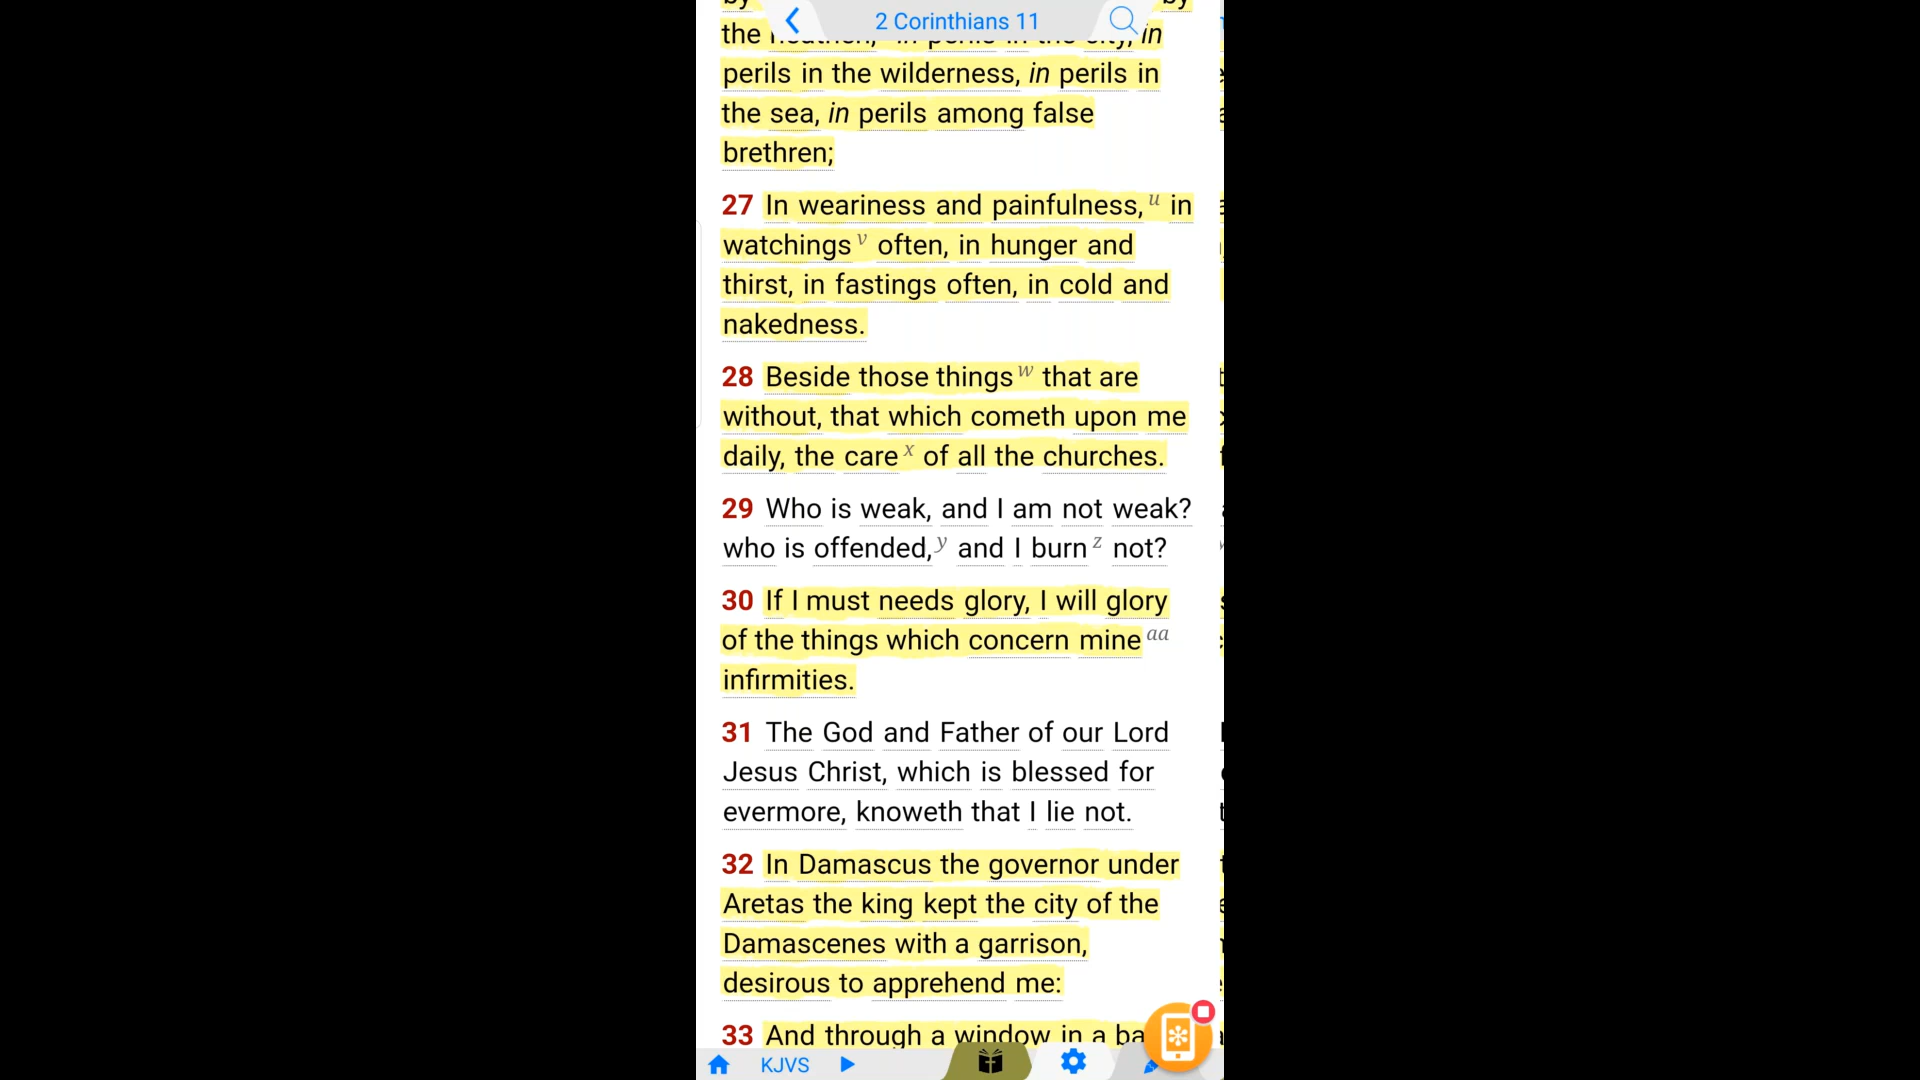 2 Corinthians 11
the
in
perils in the wilderness, in perils in
the sea, in perils among false
brethren;
27 In weariness and painfulness, u in
watchings v often, in hunger and
thirst, in fastings often, in cold and
nakedness.
28 Beside those things w that are
without, that which cometh upon me
daily, the care x of all the churches.
29 Who is weak, and I am not weak?
who is offended, y and I burn z not?
30 If I must needs glory, I will glory
of the things which concern mine aa
infirmities.
31 The God and Father of our Lord
Jesus Christ, which is blessed for
evermore, knoweth that I lie not.
32 In Damascus the governor under
Aretas the king kept the city of the
Damascenes with a garrison,
desirous to apprehend me:
33 And through a window in a ba
KJVS